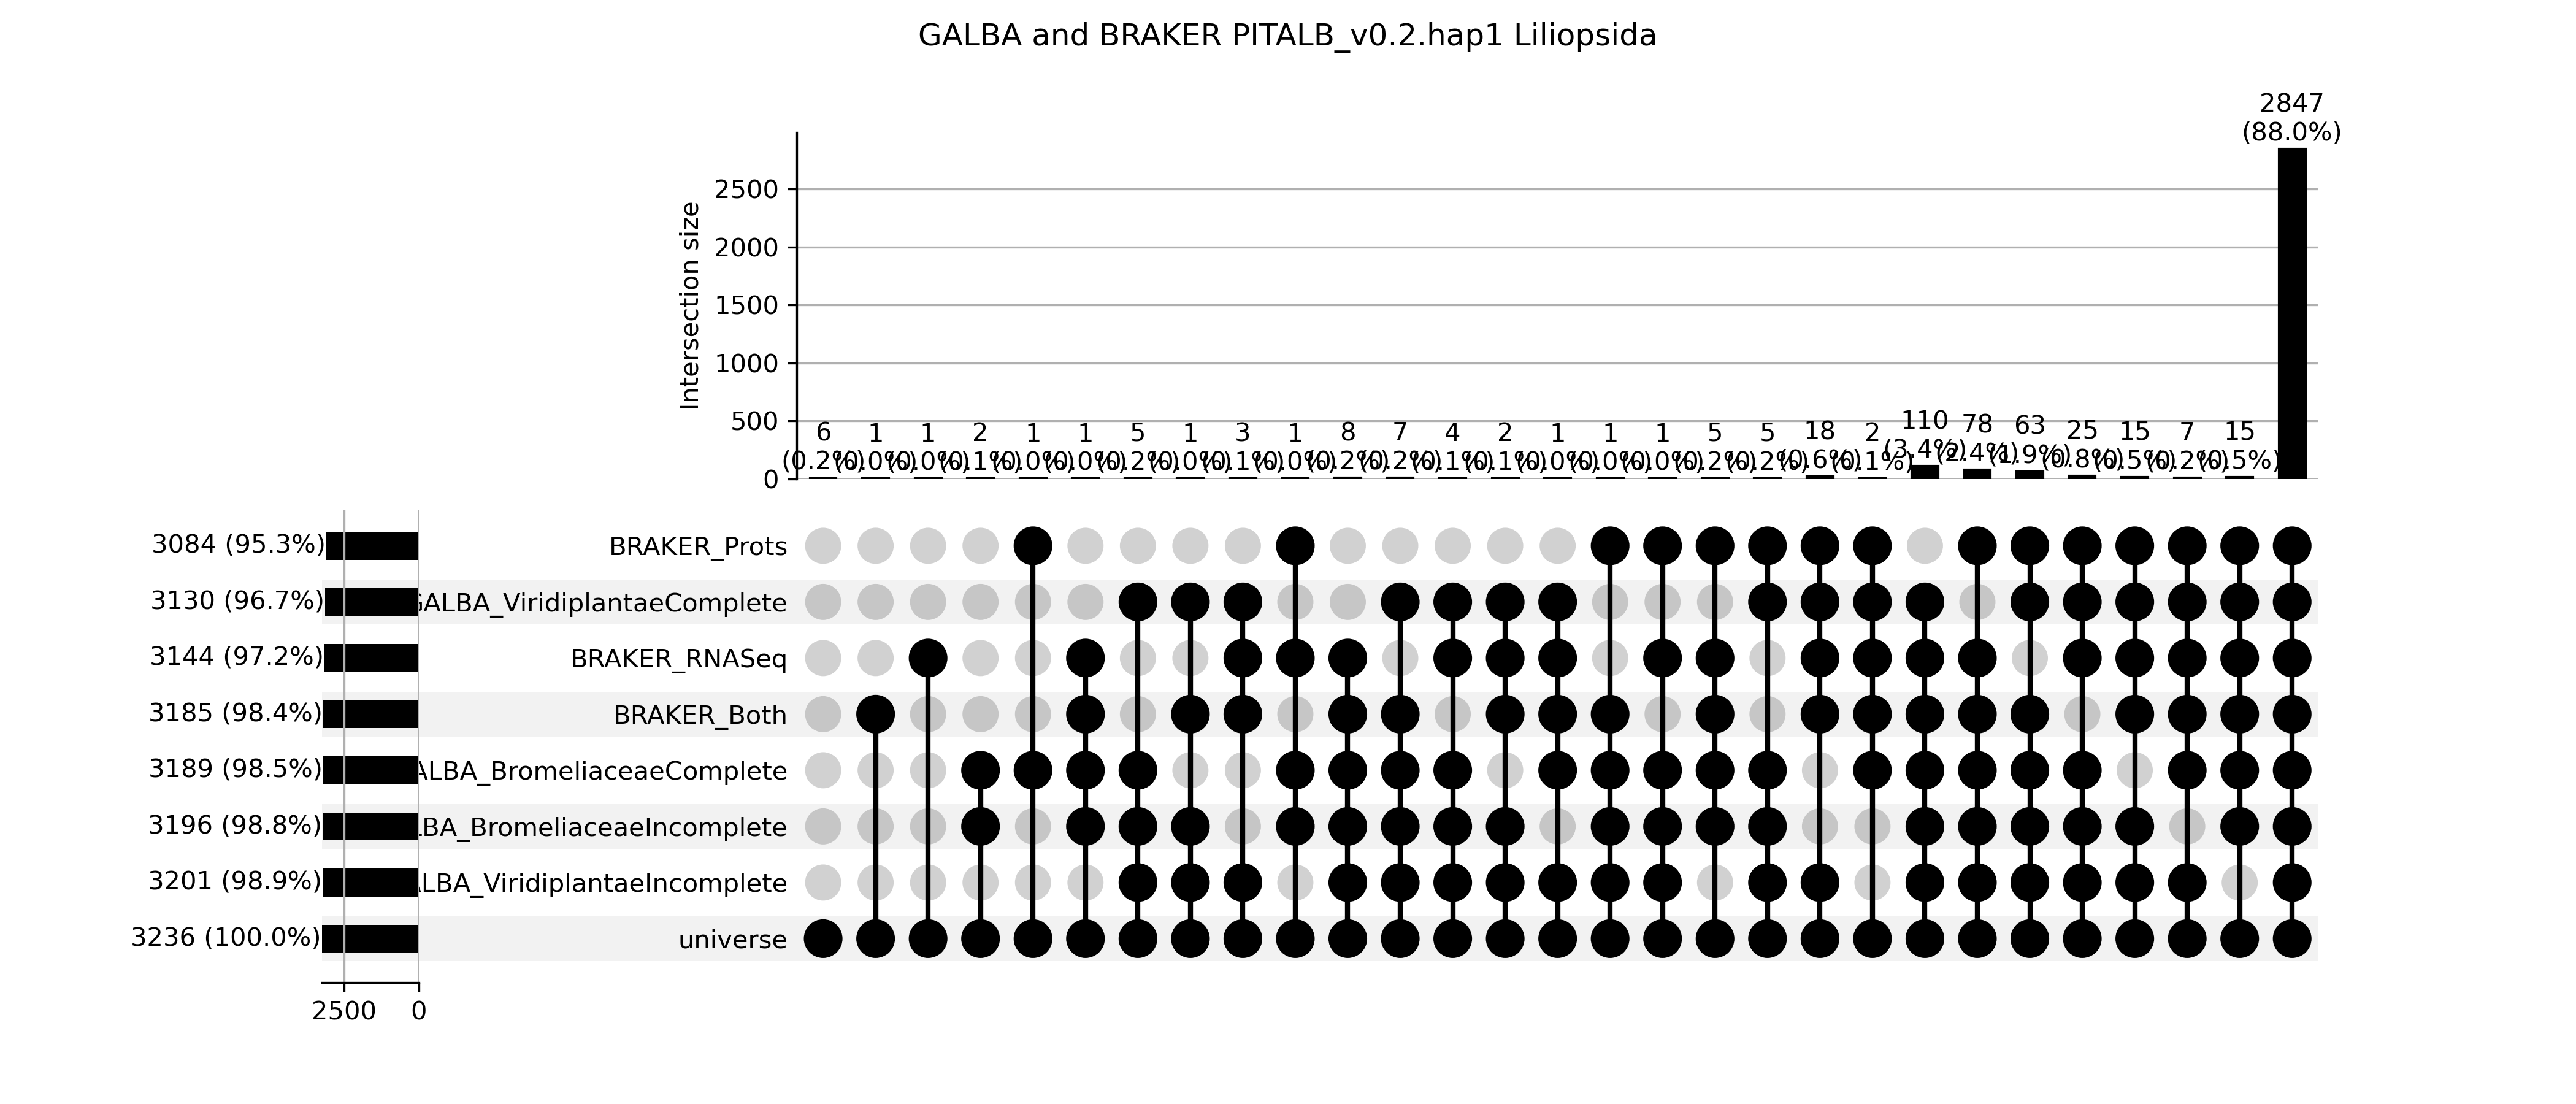 GALBA and BRAKER PITALB_v0.2.hap1 Liliopsida
2847
(88.0%)
Intersection size
2500
2000
1500
1000
500
0
6 1 1 2 1 1 5 1 3 1 8 7 4 2 1 1 1 5 5 18 2 110 78 63 25 15 7 15
(0.2%) (0.0%) (0.0%) (0.1%) (0.0%) (0.0%) (0.2%) (0.0%) (0.1%) (0.0%) (0.2%) (0.2%) (0.1%) (0.1%) (0.0%) (0.0%) (0.0%) (0.2%) (0.2%) (0.6%) (0.1%) (3.4%) (2.4%) (1.9%) (0.8%) (0.5%) (0.2%) (0.5%)
3084 (95.3%) BRAKER_Prots
3130 (96.7%) GALBA_ViridiplantaeComplete
3144 (97.2%) BRAKER_RNASeq
3185 (98.4%) BRAKER_Both
3189 (98.5%) ALBA_BromeliaceaeComplete
3196 (98.8%) LBA_BromeliaceaeIncomplete
3201 (98.9%) ALBA_ViridiplantaeIncomplete
3236 (100.0%) universe
2500 0